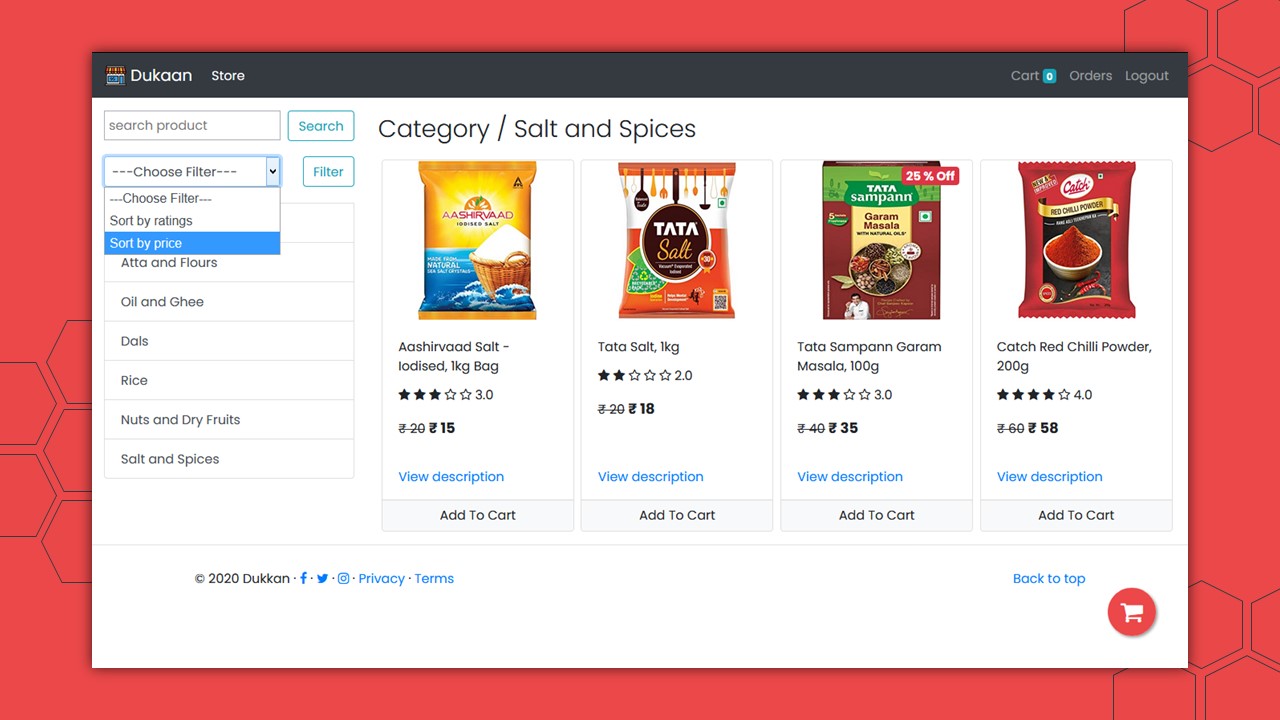 Dukaan Store Cart 0 Orders Logout
search product Search
---Choose Filter--- Filter
---Choose Filter---
Sort by ratings
Sort by price
Atta and Flours
Oil and Ghee
Dals
Rice
Nuts and Dry Fruits
Salt and Spices
Category / Salt and Spices
AASHIRVAAD
IODISED SALT
MADE FROM
NATURAL
SEA SALT CRYSTALS
Aashirvaad Salt -
Iodised, 1kg Bag
3.0
₹ 20 ₹ 15
View description
Add To Cart
TATA
Salt
Vacuum Evaporated
Iodised
Tata Salt, 1kg
2.0
₹ 20 ₹ 18
View description
Add To Cart
25 % Off
TATA
sampann
Garam
Masala
WITH NATURAL OILS*
Tata Sampann Garam
Masala, 100g
3.0
₹ 40 ₹ 35
View description
Add To Cart
NEW &
IMPROVED
Catch
RED CHILLI POWDER
Catch Red Chilli Powder,
200g
4.0
₹ 60 ₹ 58
View description
Add To Cart
© 2020 Dukkan · · · · Privacy · Terms
Back to top